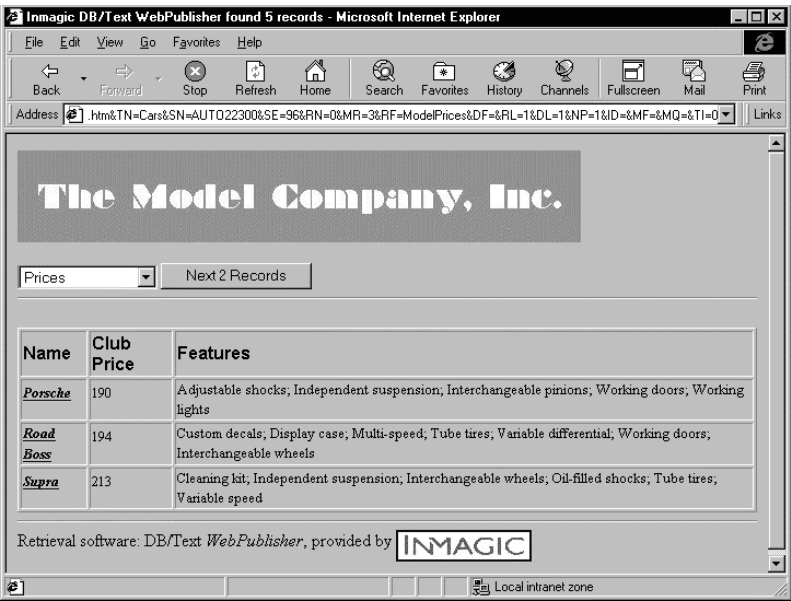 Inmagic DB/Text WebPublisher found 5 records - Microsoft Internet Explorer
File Edit View Go Favorites Help
Back Forward Stop Refresh Home Search Favorites History Channels Fullscreen Mail Print
Address .htm&TN=Cars&SN=AUTO22300&SE=96&RN=0&MR=3&RF=ModelPrices&DF=&RL=1&DL=1&NP=1&ID=&MF=&MQ=&TI=0 Links
The Model Company, Inc.
Prices Next 2 Records
Name Club Price Features
Porsche 190 Adjustable shocks; Independent suspension; Interchangeable pinions; Working doors; Working
lights
Road Boss 194 Custom decals; Display case; Multi-speed; Tube tires; Variable differential; Working doors;
Interchangeable wheels
Supra 213 Cleaning kit; Independent suspension; Interchangeable wheels; Oil-filled shocks; Tube tires;
Variable speed
Retrieval software: DB/Text WebPublisher, provided by INMAGIC
Local intranet zone